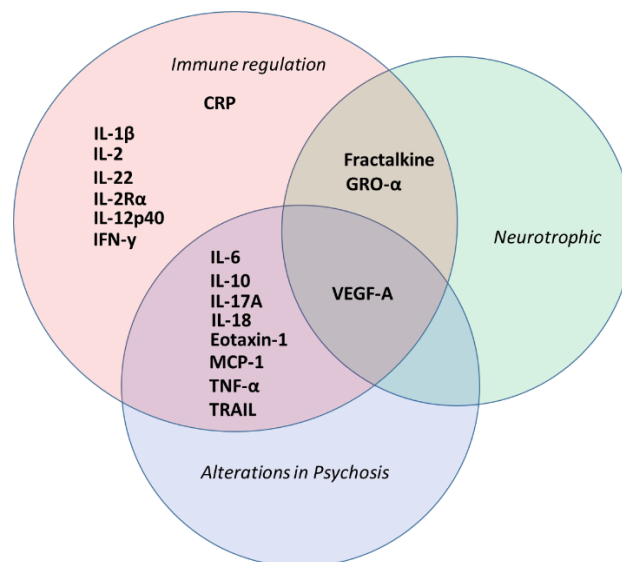 Immune regulation
CRP
IL-1β
IL-2
IL-22
IL-2Rα
IL-12p40
IFN-y
Fractalkine
GRO-α
Neurotrophic
IL-6
IL-10
IL-17A
IL-18
Eotaxin-1
MCP-1
TNF-α
TRAIL
VEGF-A
Alterations in Psychosis